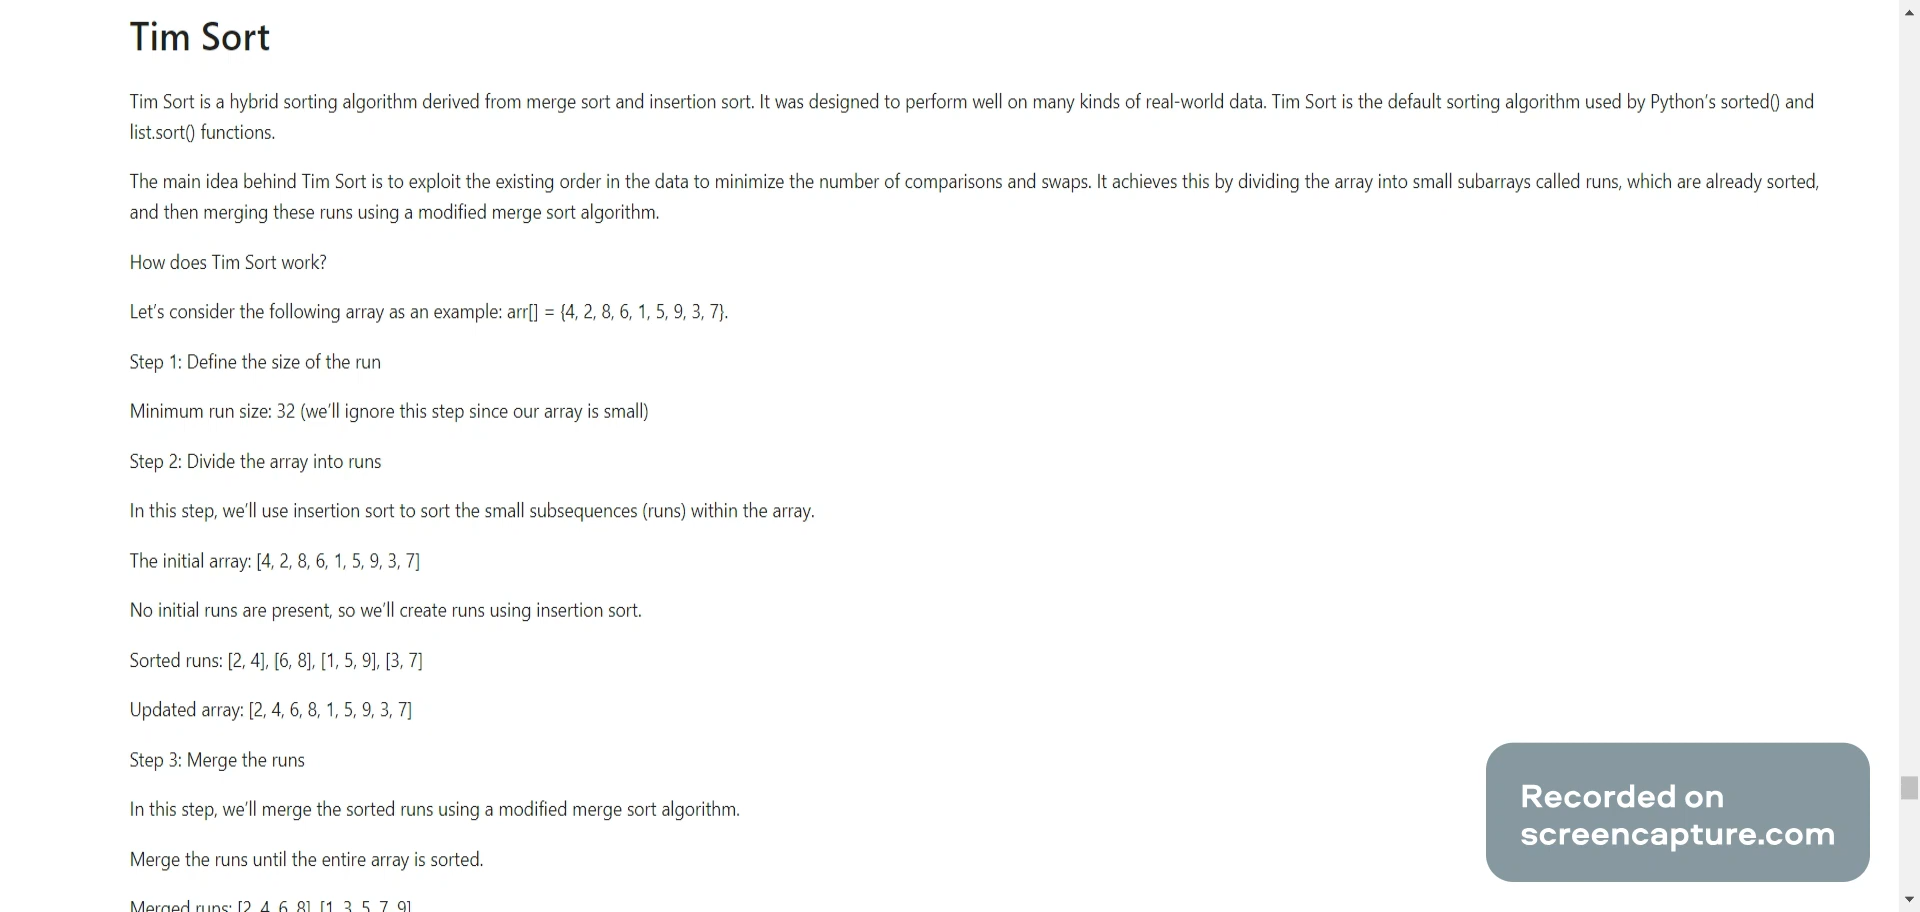 Tim Sort
Tim Sort is a hybrid sorting algorithm derived from merge sort and insertion sort. It was designed to perform well on many kinds of real-world data. Tim Sort is the default sorting algorithm used by Python's sorted() and
list.sort() functions.
The main idea behind Tim Sort is to exploit the existing order in the data to minimize the number of comparisons and swaps. It achieves this by dividing the array into small subarrays called runs, which are already sorted,
and then merging these runs using a modified merge sort algorithm.
How does Tim Sort work?
Let's consider the following array as an example: arr[] = {4, 2, 8, 6, 1, 5, 9, 3, 7}.
Step 1: Define the size of the run
Minimum run size: 32 (we'll ignore this step since our array is small)
Step 2: Divide the array into runs
In this step, we'll use insertion sort to sort the small subsequences (runs) within the array.
The initial array: [4, 2, 8, 6, 1, 5, 9, 3, 7]
No initial runs are present, so we'll create runs using insertion sort.
Sorted runs: [2, 4], [6, 8], [1, 5, 9], [3, 7]
Updated array: [2, 4, 6, 8, 1, 5, 9, 3, 7]
Step 3: Merge the runs
In this step, we'll merge the sorted runs using a modified merge sort algorithm.
Merge the runs until the entire array is sorted.
Merged runs: [2, 4, 6, 8], [1, 3, 5, 7, 9]
Recorded on
screencapture.com